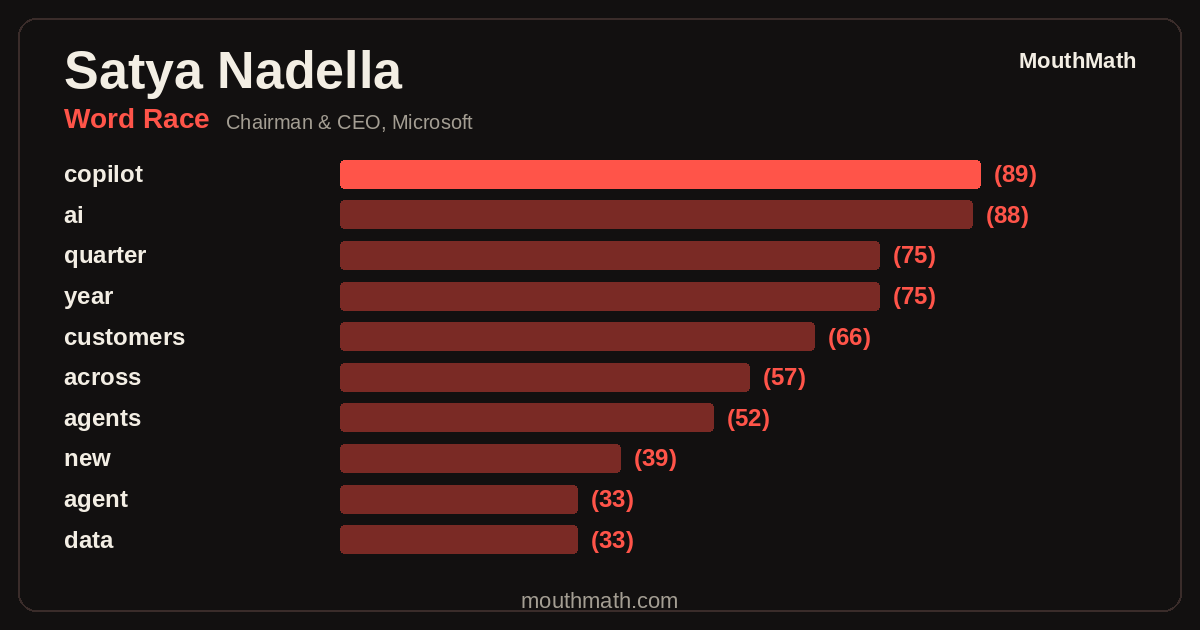 Satya Nadella
MouthMath
Word Race Chairman & CEO, Microsoft
copilot (89)
ai (88)
quarter (75)
year (75)
customers (66)
across (57)
agents (52)
new (39)
agent (33)
data (33)
mouthmath.com